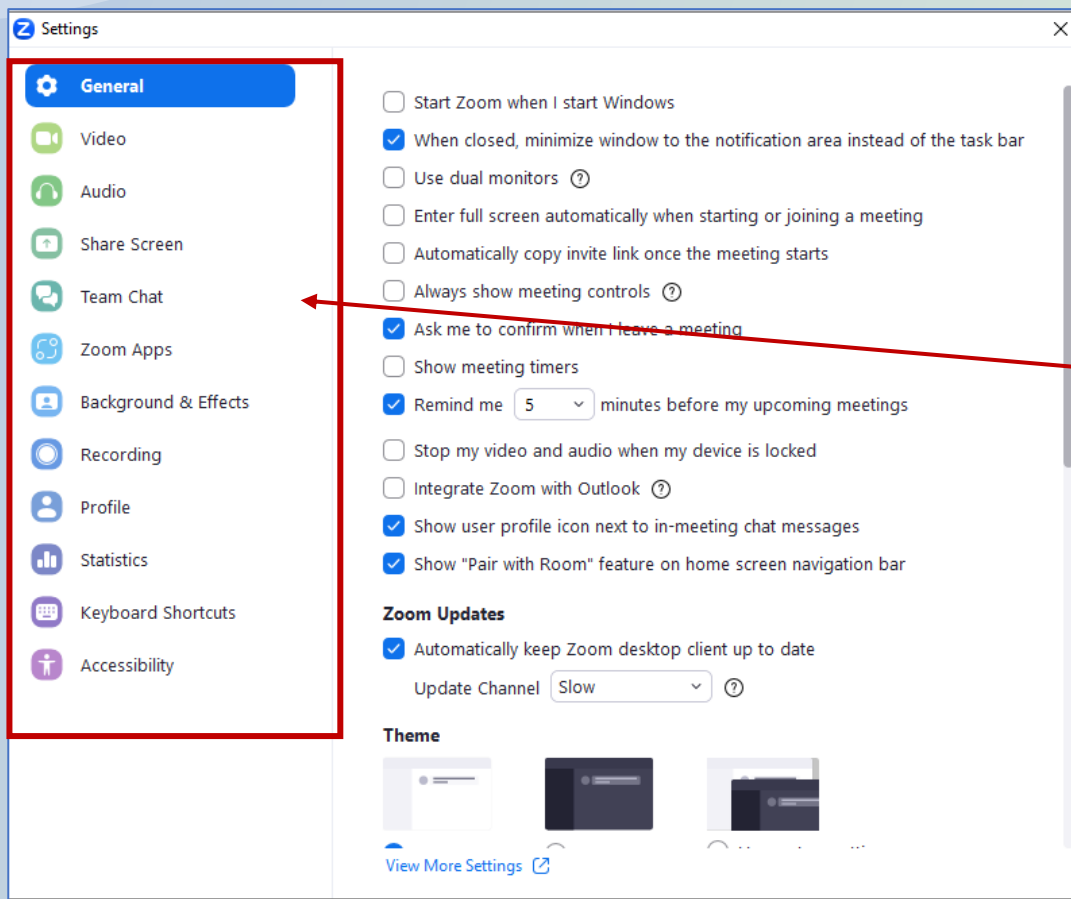 Settings
General
Video
Audio
Share Screen
Team Chat
Zoom Apps
Background & Effects
Recording
Profile
Statistics
Keyboard Shortcuts
Accessibility
Start Zoom when I start Windows
When closed, minimize window to the notification area instead of the task bar
Use dual monitors
Enter full screen automatically when starting or joining a meeting
Automatically copy invite link once the meeting starts
Always show meeting controls
Ask me to confirm when I leave a meeting
Show meeting timers
Remind me 5 minutes before my upcoming meetings
Stop my video and audio when my device is locked
Integrate Zoom with Outlook
Show user profile icon next to in-meeting chat messages
Show "Pair with Room" feature on home screen navigation bar
Zoom Updates
Automatically keep Zoom desktop client up to date
Update Channel Slow
Theme
View More Settings